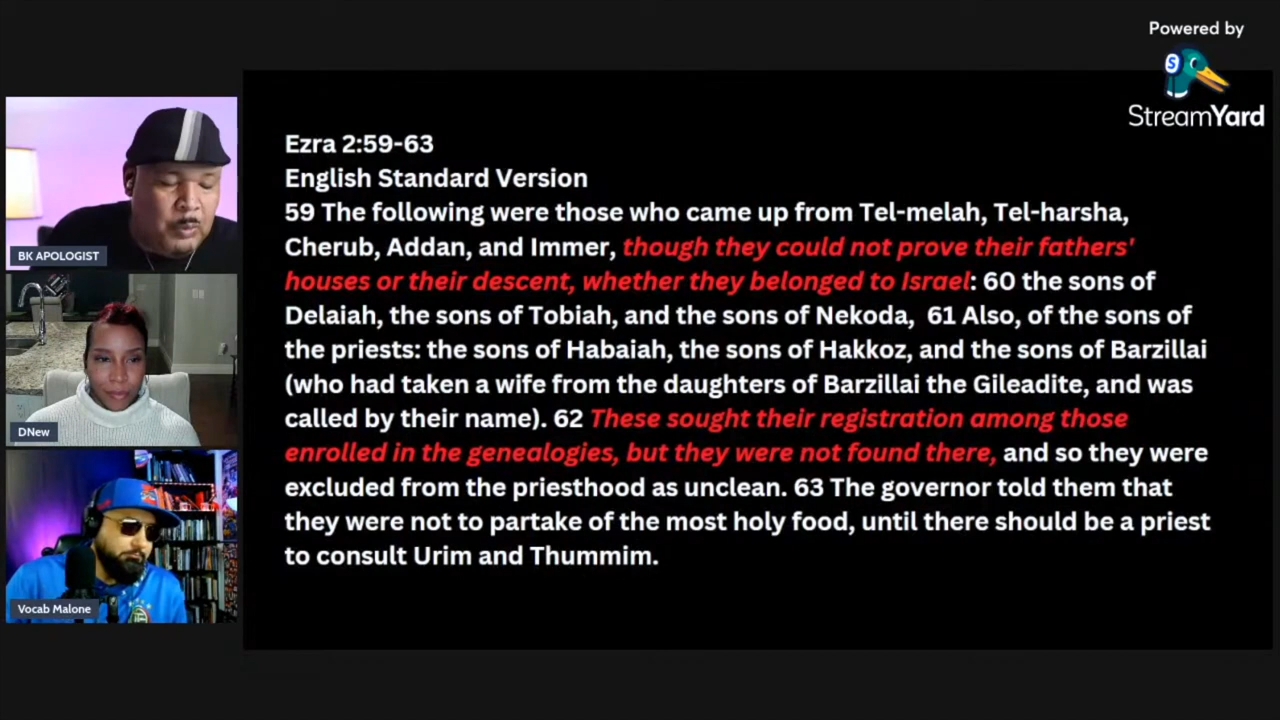 Powered by
StreamYard
Ezra 2:59-63
English Standard Version
59 The following were those who came up from Tel-melah, Tel-harsha,
Cherub, Addan, and Immer, though they could not prove their fathers'
houses or their descent, whether they belonged to Israel: 60 the sons of
Delaiah, the sons of Tobiah, and the sons of Nekoda, 61 Also, of the sons of
the priests: the sons of Habaiah, the sons of Hakkoz, and the sons of Barzillai
(who had taken a wife from the daughters of Barzillai the Gileadite, and was
called by their name). 62 These sought their registration among those
enrolled in the genealogies, but they were not found there, and so they were
excluded from the priesthood as unclean. 63 The governor told them that
they were not to partake of the most holy food, until there should be a priest
to consult Urim and Thummim.
BK APOLOGIST
DNew
Vocab Malone